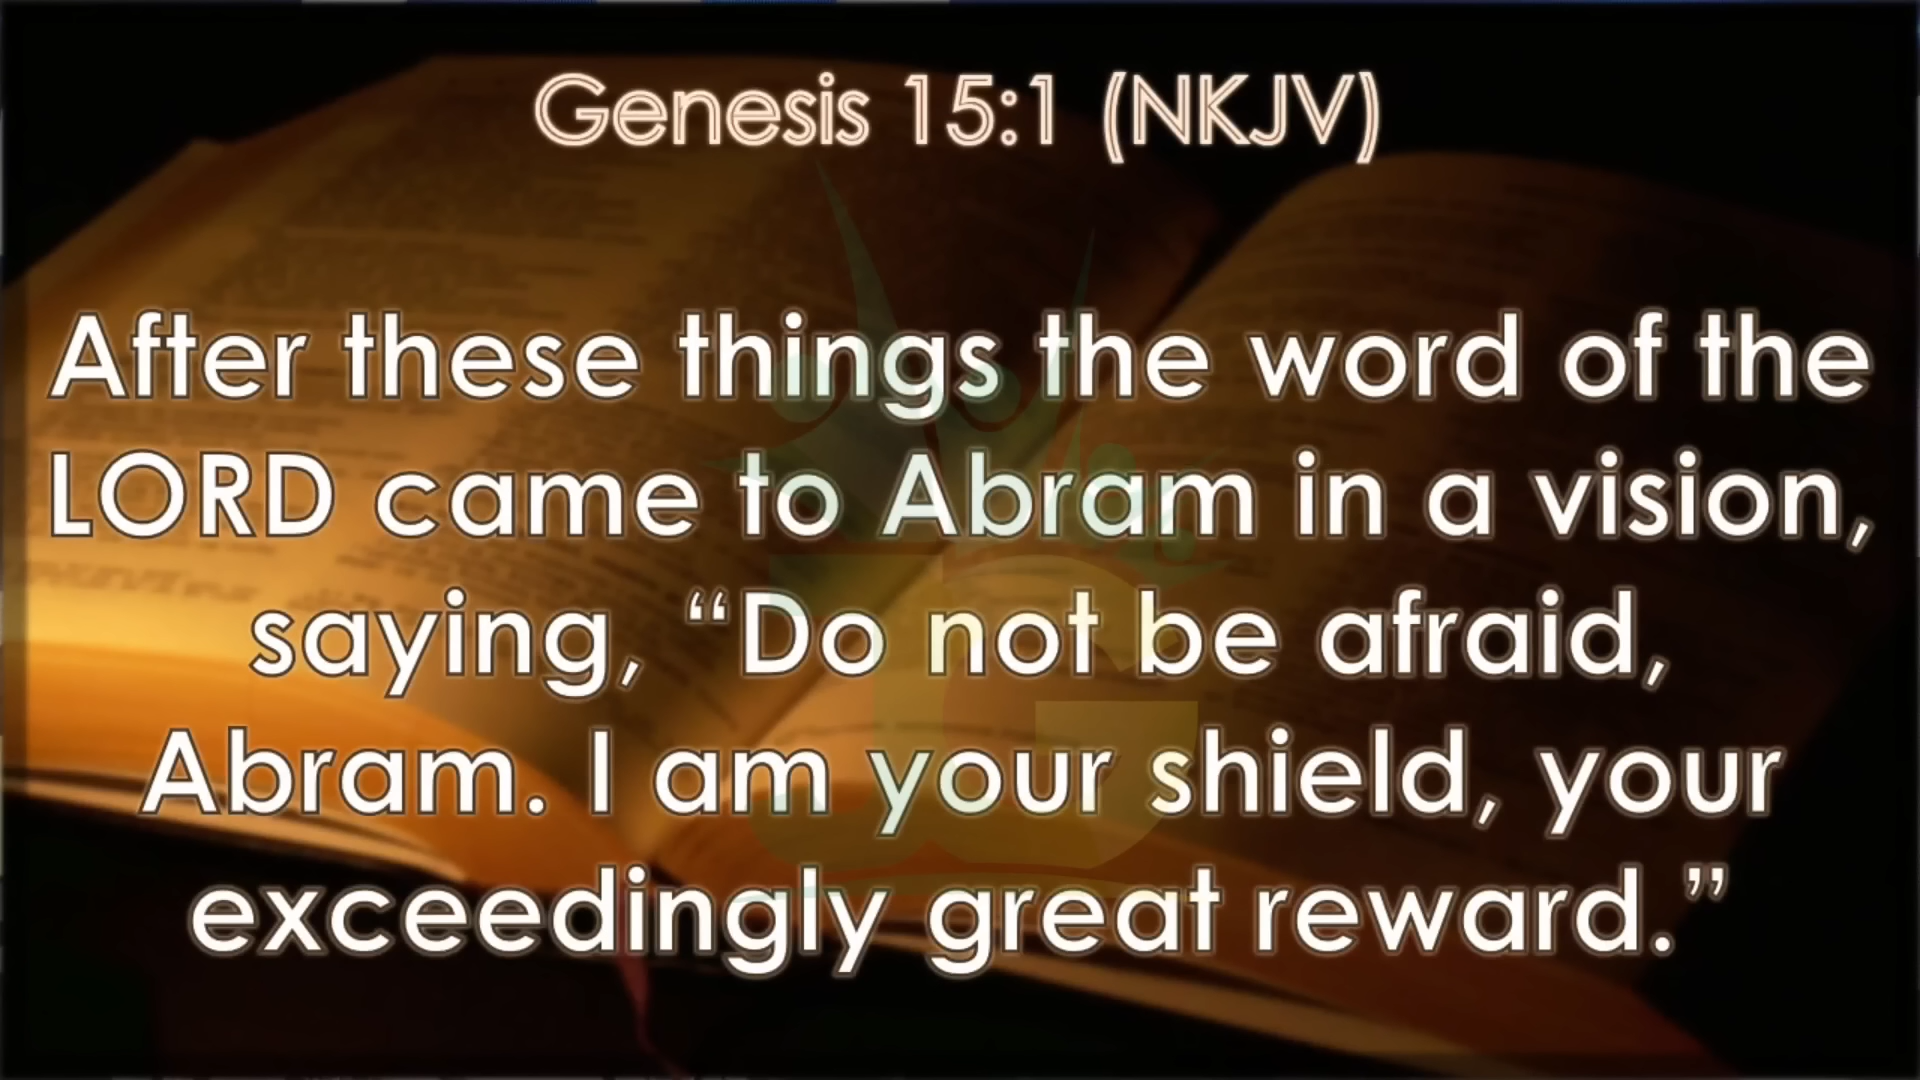 Genesis 15:1 (NKJV)
After these things the word of the
LORD came to Abram in a vision,
saying, “Do not be afraid,
Abram. I am your shield, your
exceedingly great reward.”